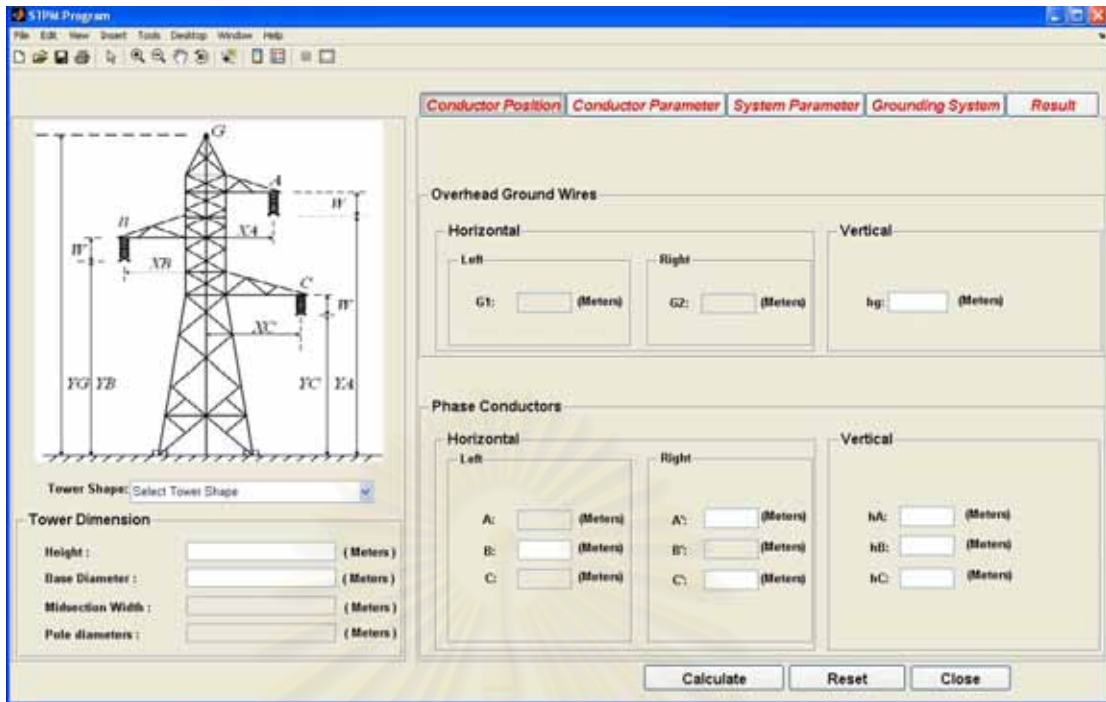 STPM Program
File Edit View Insert Tools Desktop Window Help
Conductor Position Conductor Parameter System Parameter Grounding System Result
G
A
W
B
XA
W
XB
C
W
XC
YG YB YC YA
Tower Shape: Select Tower Shape
Tower Dimension
Height : ( Meters )
Base Diameter : ( Meters )
Midsection Width : ( Meters )
Pole diameters : ( Meters )
Overhead Ground Wires
Horizontal
Left
G1: (Meters)
Right
G2: (Meters)
Vertical
hg: (Meters)
Phase Conductors
Horizontal
Left
A: (Meters)
B: (Meters)
C: (Meters)
Right
A': (Meters)
B': (Meters)
C': (Meters)
Vertical
hA: (Meters)
hB: (Meters)
hC: (Meters)
Calculate Reset Close